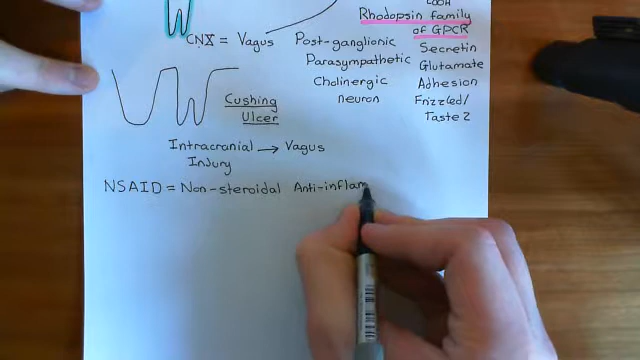 COOH
Rhodopsin family
of GPCR
CNX = Vagus
Post-ganglionic
Parasympathetic
Cholinergic
neuron
Secretin
Glutamate
Adhesion
Frizzled/
Taste 2
Cushing
Ulcer
Intracranial → Vagus
Injury
NSAID = Non-steroidal Anti-inflam